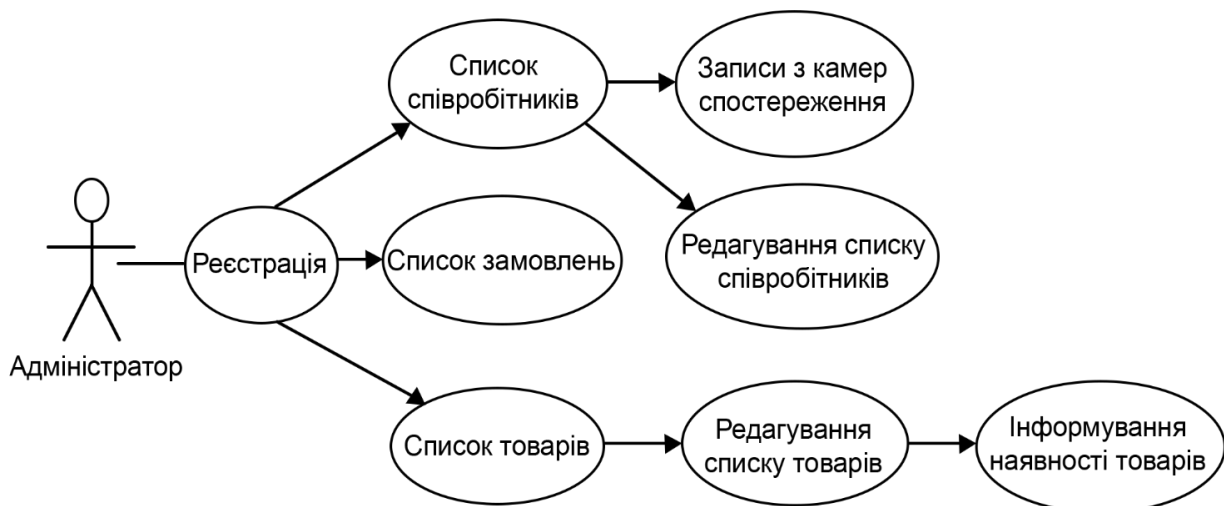 Список
співробітників
Записи з камер
спостереження
Реєстрація
Список замовлень
Редагування списку
співробітників
Адміністратор
Список товарів
Редагування
списку товарів
Інформування
наявності товарів